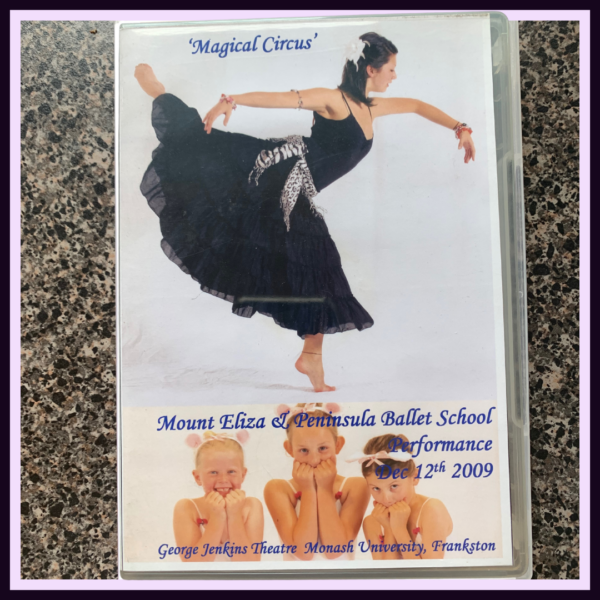 ‘Magical Circus’
Mount Eliza & Peninsula Ballet School
Performance
Dec 12th 2009
George Jenkins Theatre Monash University, Frankston